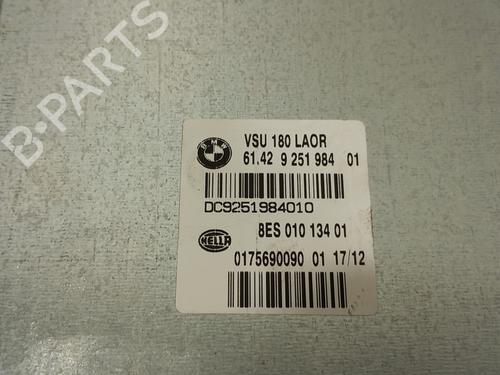 B-PARTS
BMW
VSU 180 LAOR
61.42 9 251 984 01
DC9251984010
8ES 010 134 01
HELLA
0175690090 01 17/12